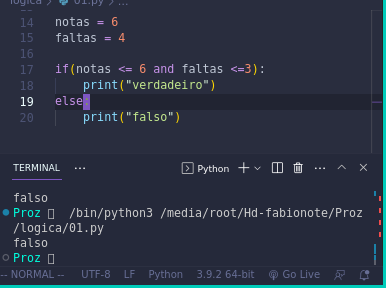 logica > 01.py > ...
14 notas = 6
15 faltas = 4
16
17 if(notas <= 6 and faltas <=3):
18 print("verdadeiro")
19 else:
20 print("falso")
TERMINAL ... Python
falso
Proz /bin/python3 /media/root/Hd-fabionote/Proz
/logica/01.py
falso
Proz
-- NORMAL -- UTF-8 LF Python 3.9.2 64-bit Go Live